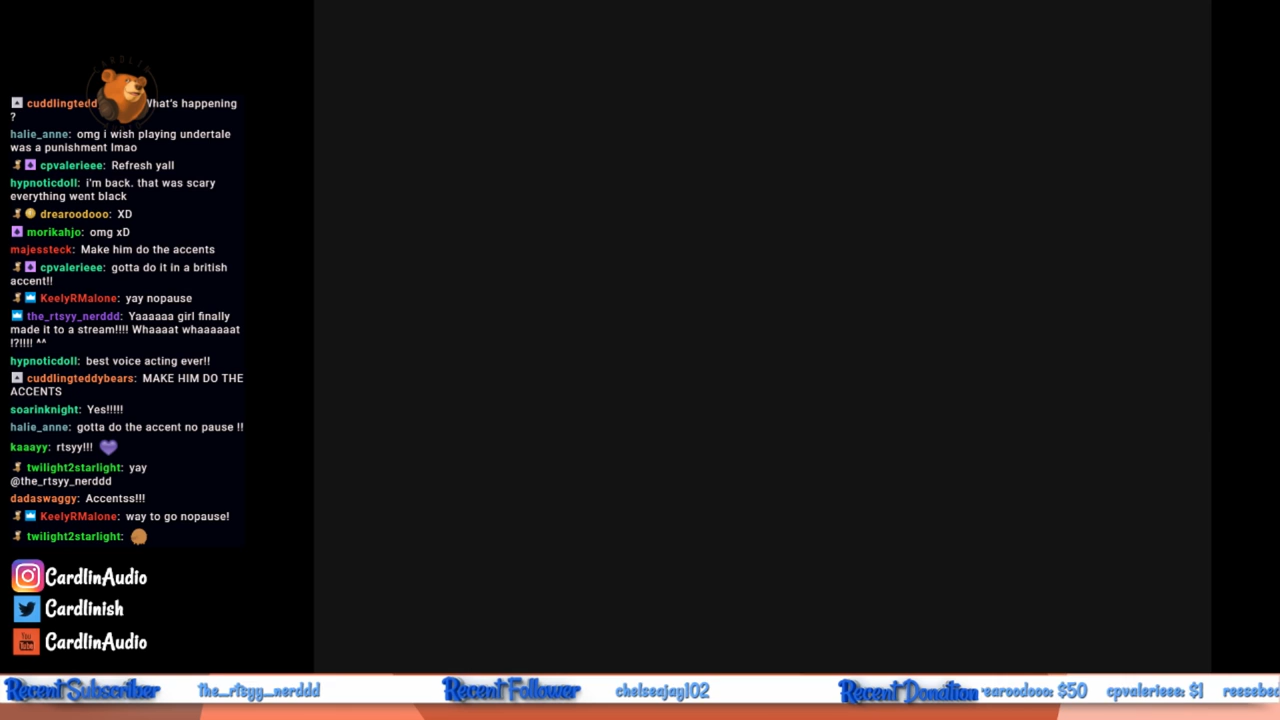 CARDLIN
cuddlingtedd What's happening
?
halie_anne: omg i wish playing undertale
was a punishment lmao
cpvalerieee: Refresh yall
hypnoticdoll: i'm back. that was scary
everything went black
drearoodooo: XD
morikahjo: omg xD
majessteck: Make him do the accents
cpvalerieee: gotta do it in a british
accent!!
KeelyRMalone: yay nopause
the_rtsyy_nerddd: Yaaaaaa girl finally
made it to a stream!!!! Whaaaat whaaaaaat
!?!!!! ^^
hypnoticdoll: best voice acting ever!!
cuddlingteddybears: MAKE HIM DO THE
ACCENTS
soarinknight: Yes!!!!!
halie_anne: gotta do the accent no pause !!
kaaayy: rtsyy!!!
twilight2starlight: yay
@the_rtsyy_nerddd
dadaswaggy: Accentss!!!
KeelyRMalone: way to go nopause!
twilight2starlight:
CardlinAudio
Cardlinish
You Tube CardlinAudio
Recent Subscriber the_rtsyy_nerddd Recent Follower chelseajay102 Recent Donation earoodooo: $50 cpvalerieee: $1 reesebed